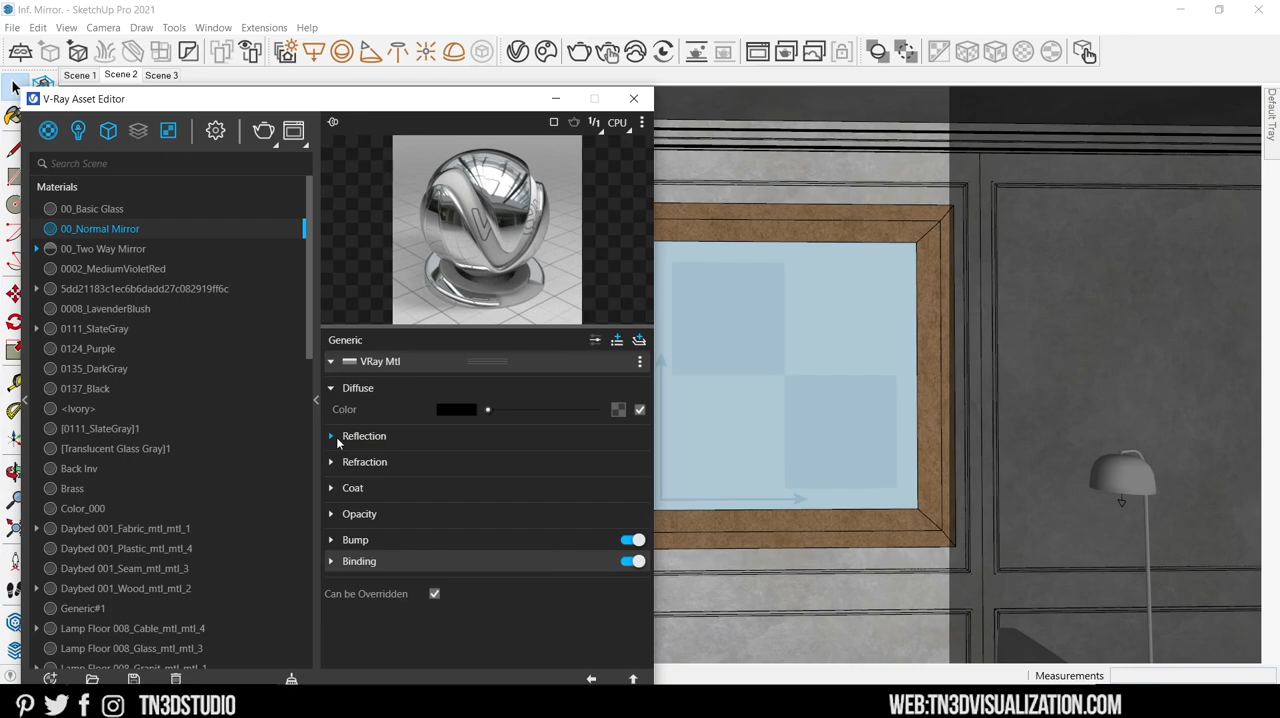 Inf. Mirror. - SketchUp Pro 2021
File Edit View Camera Draw Tools Window Extensions Help
Scene 1 Scene 2 Scene 3
Default Tray
V-Ray Asset Editor
1/1 CPU
Search Scene
Materials
00_Basic Glass
00_Normal Mirror
00_Two Way Mirror
0002_MediumVioletRed
5dd21183c1ec6b6dadd27c082919ff6c
0008_LavenderBlush
0111_SlateGray
0124_Purple
0135_DarkGray
0137_Black
<Ivory>
[0111_SlateGray]1
[Translucent Glass Gray]1
Back Inv
Brass
Color_000
Daybed 001_Fabric_mtl_mtl_1
Daybed 001_Plastic_mtl_4
Daybed 001_Seam_mtl_3
Daybed 001_Wood_mtl_mtl_2
Generic#1
Lamp Floor 008_Cable_mtl_mtl_4
Lamp Floor 008_Glass_mtl_mtl_3
Lamp Floor 008_Granit_mtl_mtl_1
Generic
VRay Mtl
Diffuse
Color
Reflection
Refraction
Coat
Opacity
Bump
Binding
Can be Overridden
Measurements
TN3DSTUDIO
WEB:TN3DVISUALIZATION.COM